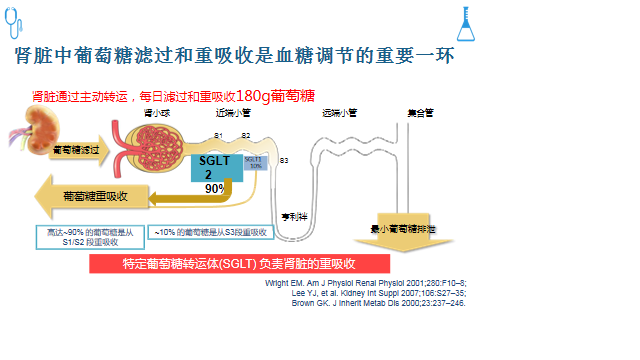 肾脏中葡萄糖滤过和重吸收是血糖调节的重要一环
肾脏通过主动转运，每日滤过和重吸收180g葡萄糖
肾小球
近端小管
远端小管
集合管
S1
S2
葡萄糖滤过
SGLT
2
90%
SGLT1
10%
S3
葡萄糖重吸收
亨利袢
最小葡萄糖排泄
高达~90% 的葡萄糖是从
S1/S2 段重吸收
~10% 的葡萄糖是从S3段重吸收
特定葡萄糖转运体(SGLT) 负责肾脏的重吸收
Wright EM. Am J Physiol Renal Physiol 2001;280:F10–8;
Lee YJ, et al. Kidney Int Suppl 2007;106:S27–35;
Brown GK. J Inherit Metab Dis 2000;23:237–246.